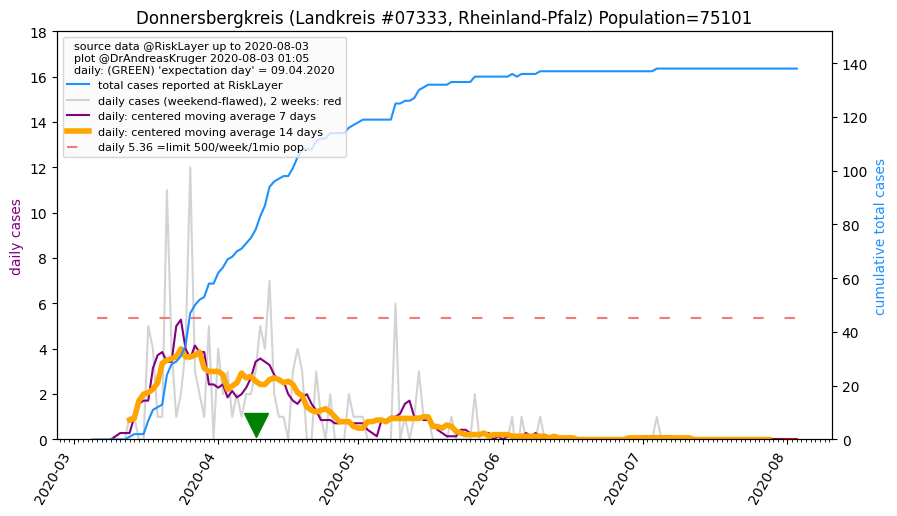 Donnersbergkreis (Landkreis #07333, Rheinland-Pfalz) Population=75101
source data @RiskLayer up to 2020-08-03
plot @DrAndreasKruger 2020-08-03 01:05
daily: (GREEN) 'expectation day' = 09.04.2020
total cases reported at RiskLayer
daily cases (weekend-flawed), 2 weeks: red
daily: centered moving average 7 days
daily: centered moving average 14 days
daily 5.36 =limit 500/week/1mio pop.
daily cases
18
16
14
12
10
8
6
4
2
0
cumulative total cases
140
120
100
80
60
40
20
0
2020-03
2020-04
2020-05
2020-06
2020-07
2020-08